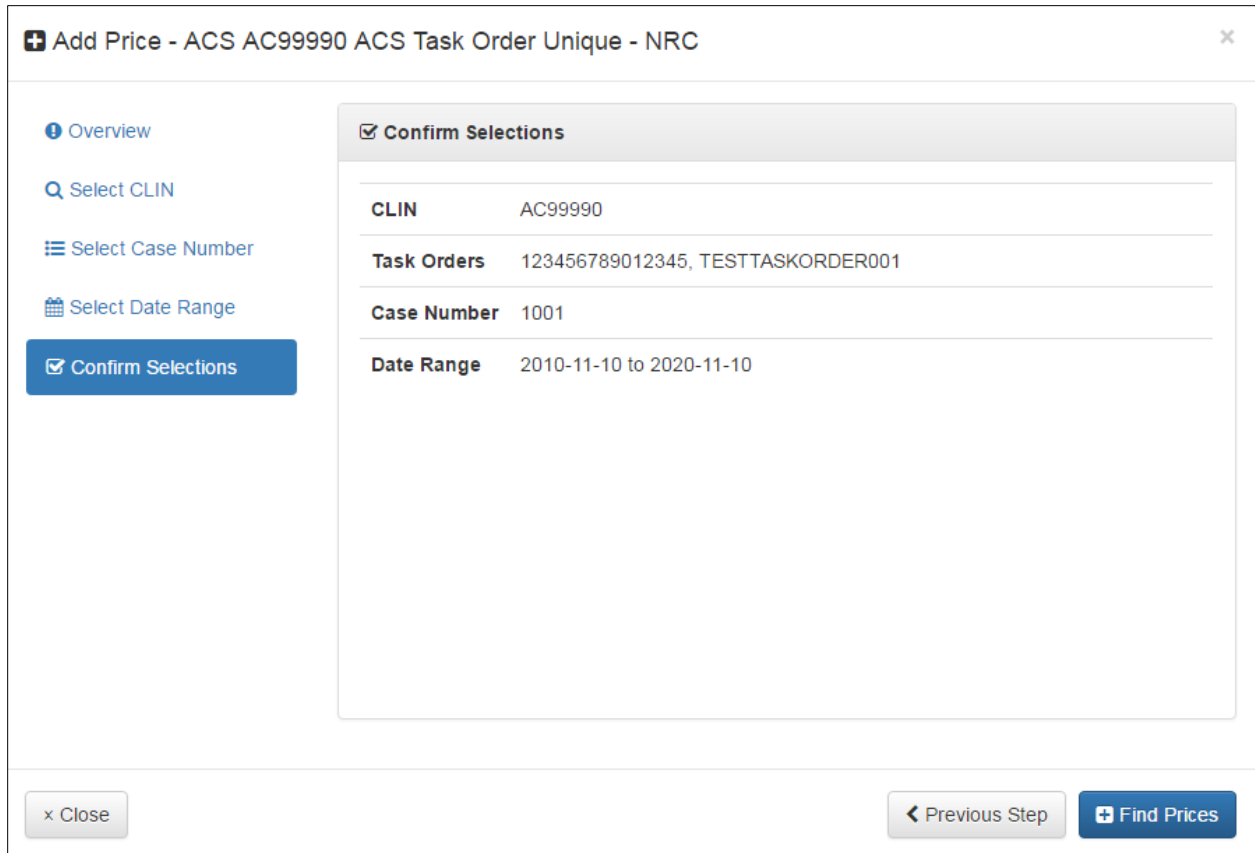 Add Price - ACS AC99990 ACS Task Order Unique - NRC
×
Overview
Select CLIN
Select Case Number
Select Date Range
Confirm Selections
Confirm Selections
CLIN AC99990
Task Orders 123456789012345, TESTTASKORDER001
Case Number 1001
Date Range 2010-11-10 to 2020-11-10
× Close
Previous Step
Find Prices